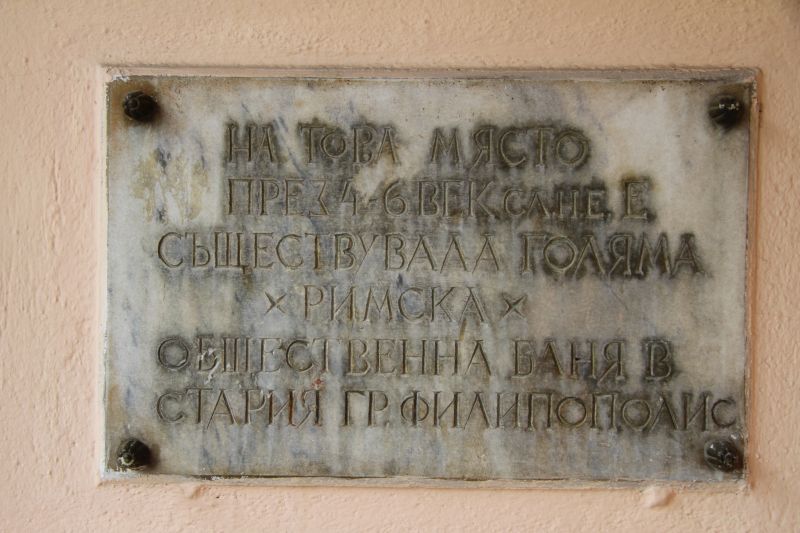 НА ТОВА МЯСТО
ПРЕЗ 4-6 ВЕК сл НЕ, Е
СЪЩЕСТВУВАЛА ГОЛЯМА
× РИМСКА ×
ОБЩЕСТВЕННА БАНЯ В
СТАРИЯ ГР. ФИЛИПОПОЛИС